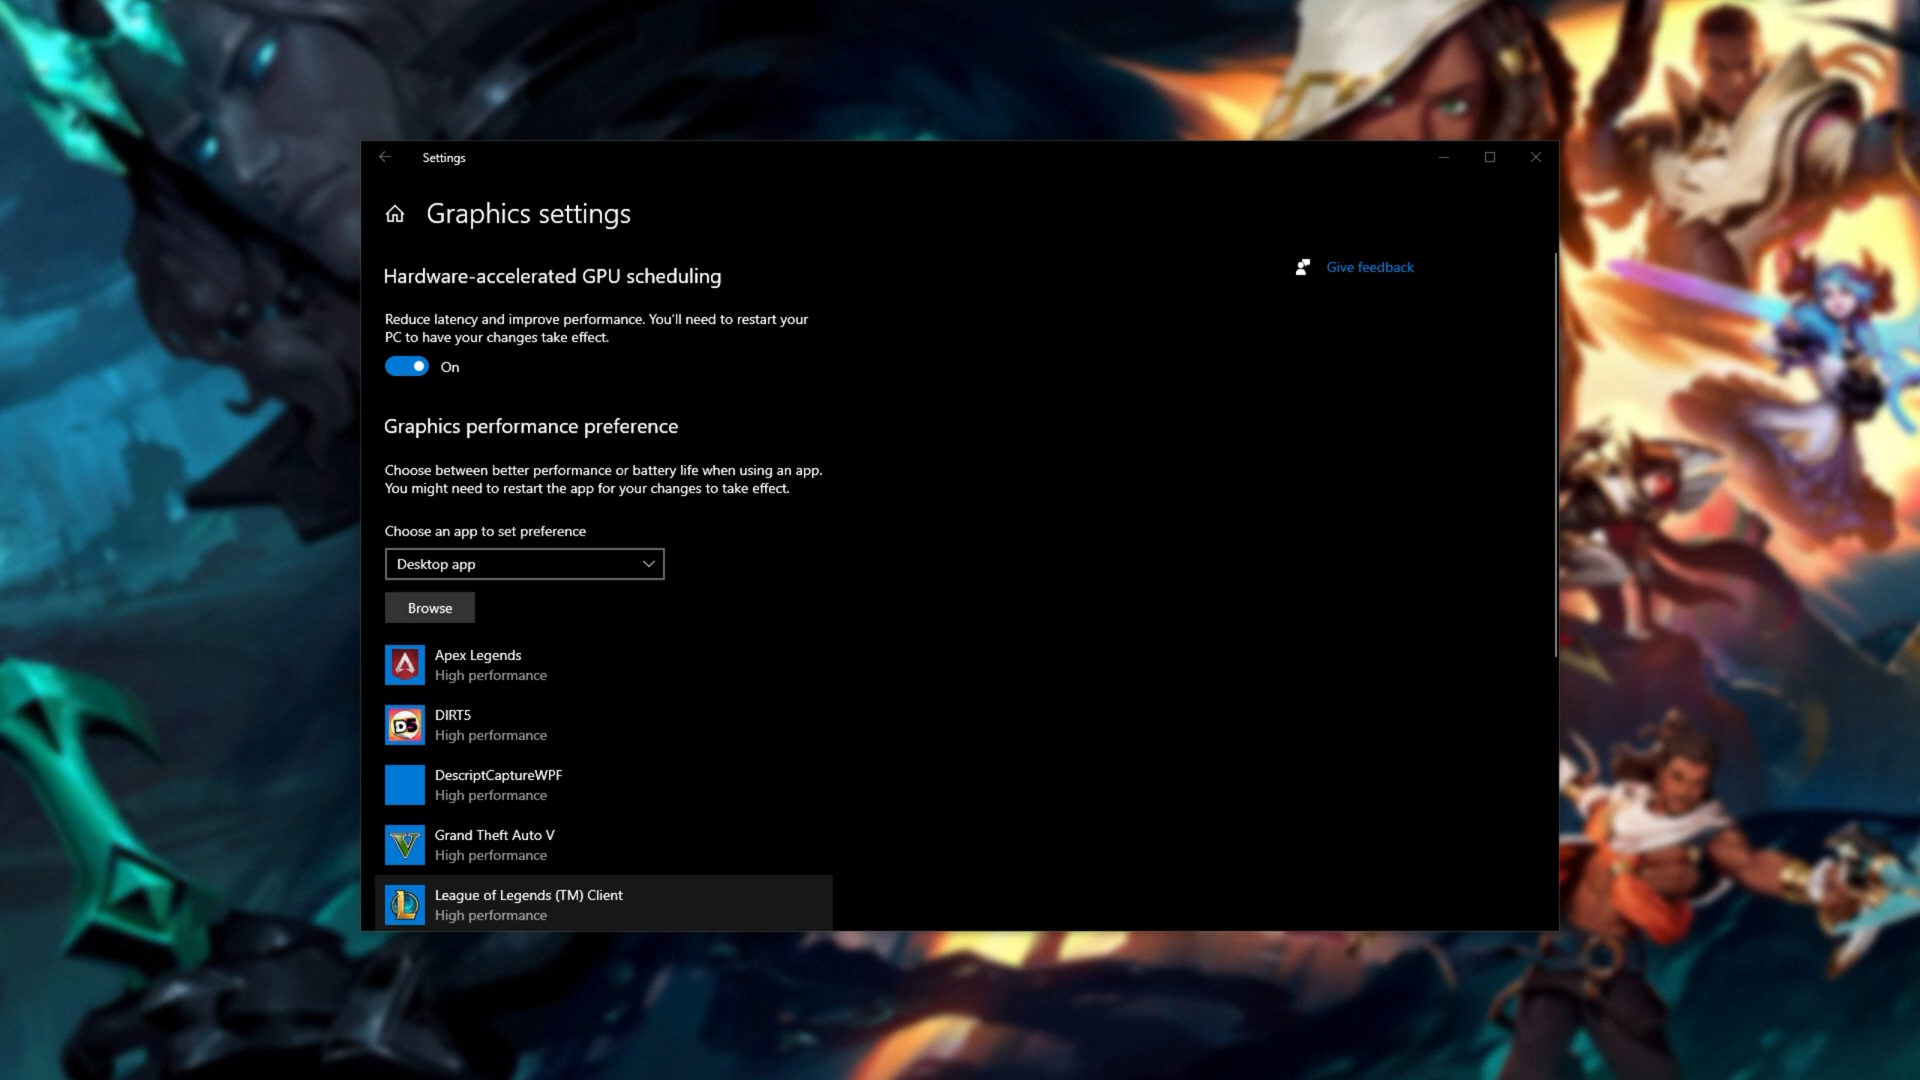 Settings
Graphics settings
Hardware-accelerated GPU scheduling
Give feedback
Reduce latency and improve performance. You'll need to restart your
PC to have your changes take effect.
On
Graphics performance preference
Choose between better performance or battery life when using an app.
You might need to restart the app for your changes to take effect.
Choose an app to set preference
Desktop app
Browse
Apex Legends
High performance
D5
DIRT5
High performance
DescriptCaptureWPF
High performance
V
Grand Theft Auto V
High performance
L
League of Legends (TM) Client
High performance